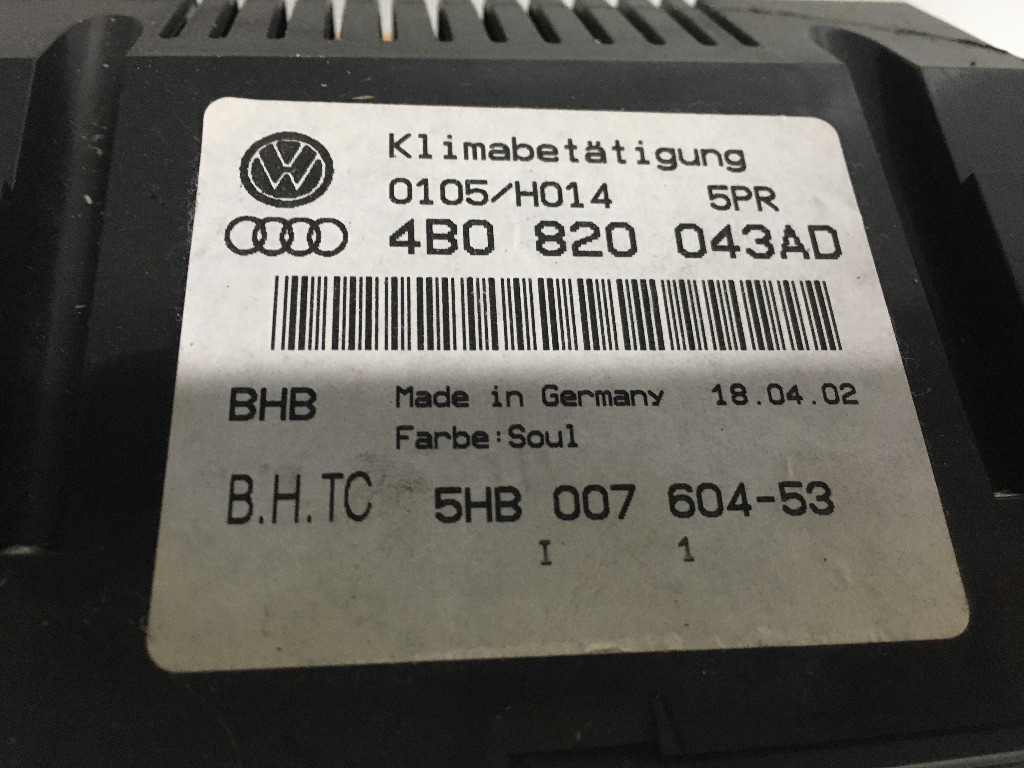 Klimabetätigung
0105/H014 5PR
4B0 820 043AD
BHB Made in Germany 18.04.02
Farbe:Soul
B.H.TC 5HB 007 604-53
I 1